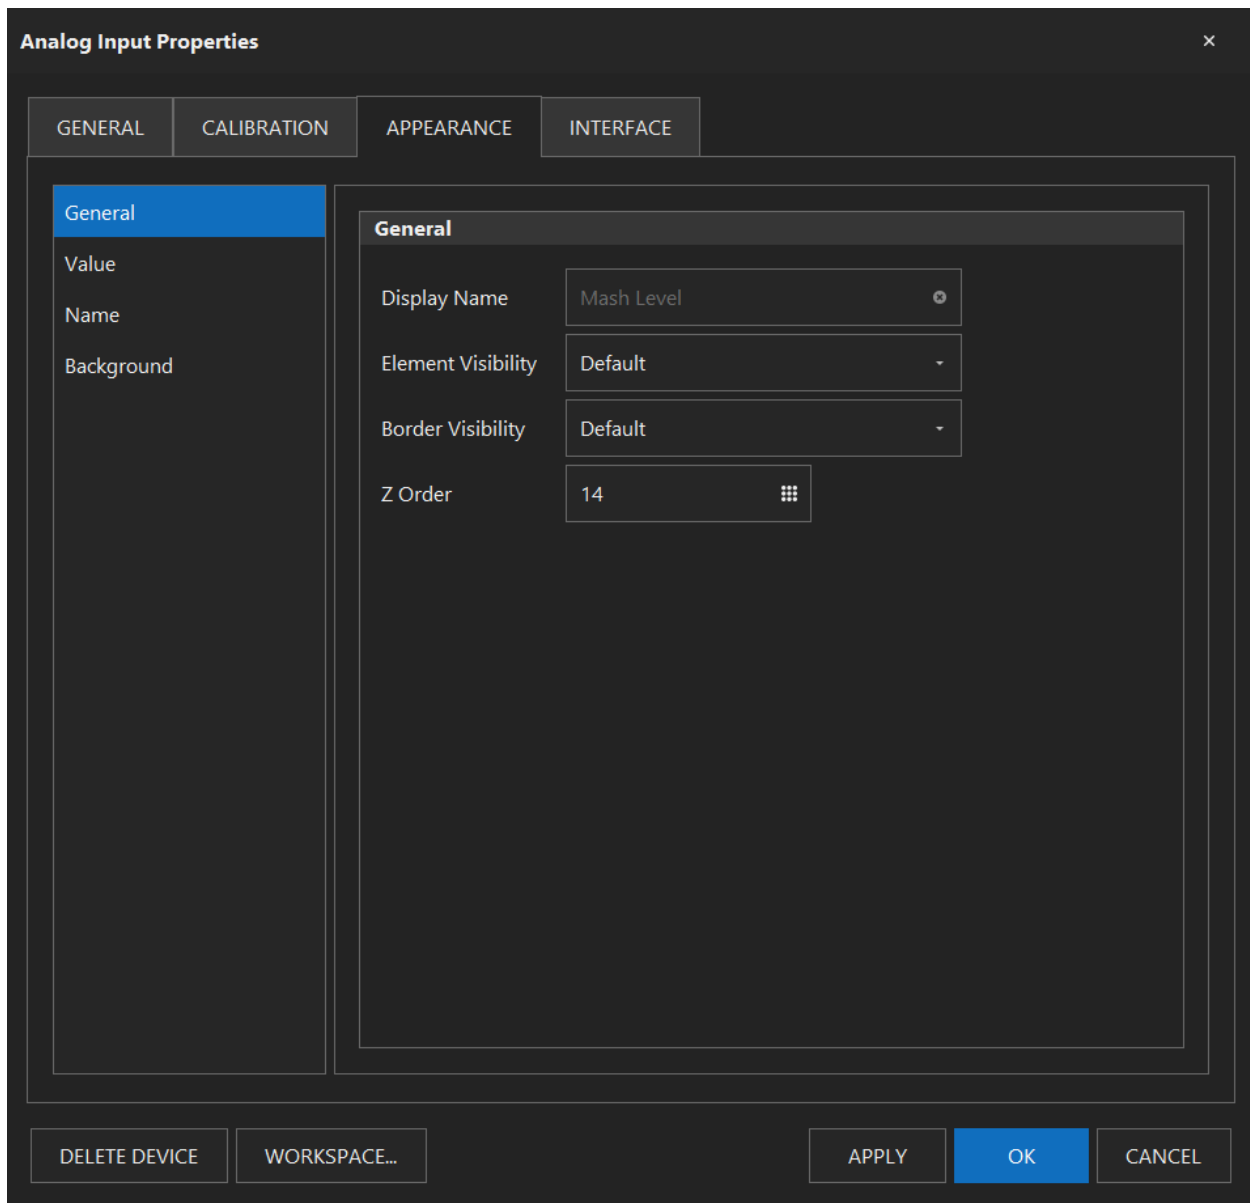 Analog Input Properties
GENERAL CALIBRATION APPEARANCE INTERFACE
General
Value
Name
Background
General
Display Name Mash Level
Element Visibility Default
Border Visibility Default
Z Order 14
DELETE DEVICE WORKSPACE... APPLY OK CANCEL